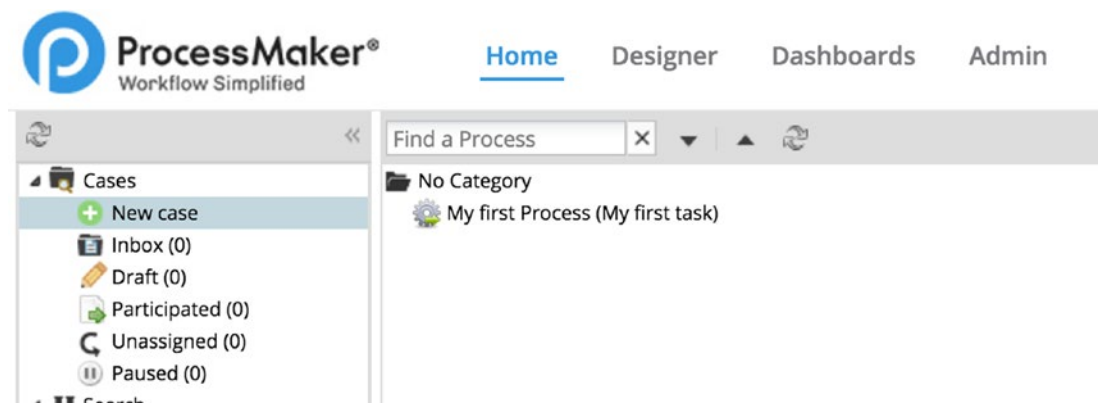 ProcessMaker®
Workflow Simplified
Home Designer Dashboards Admin
Find a Process
Cases
New case
Inbox (0)
Draft (0)
Participated (0)
Unassigned (0)
Paused (0)
No Category
My first Process (My first task)